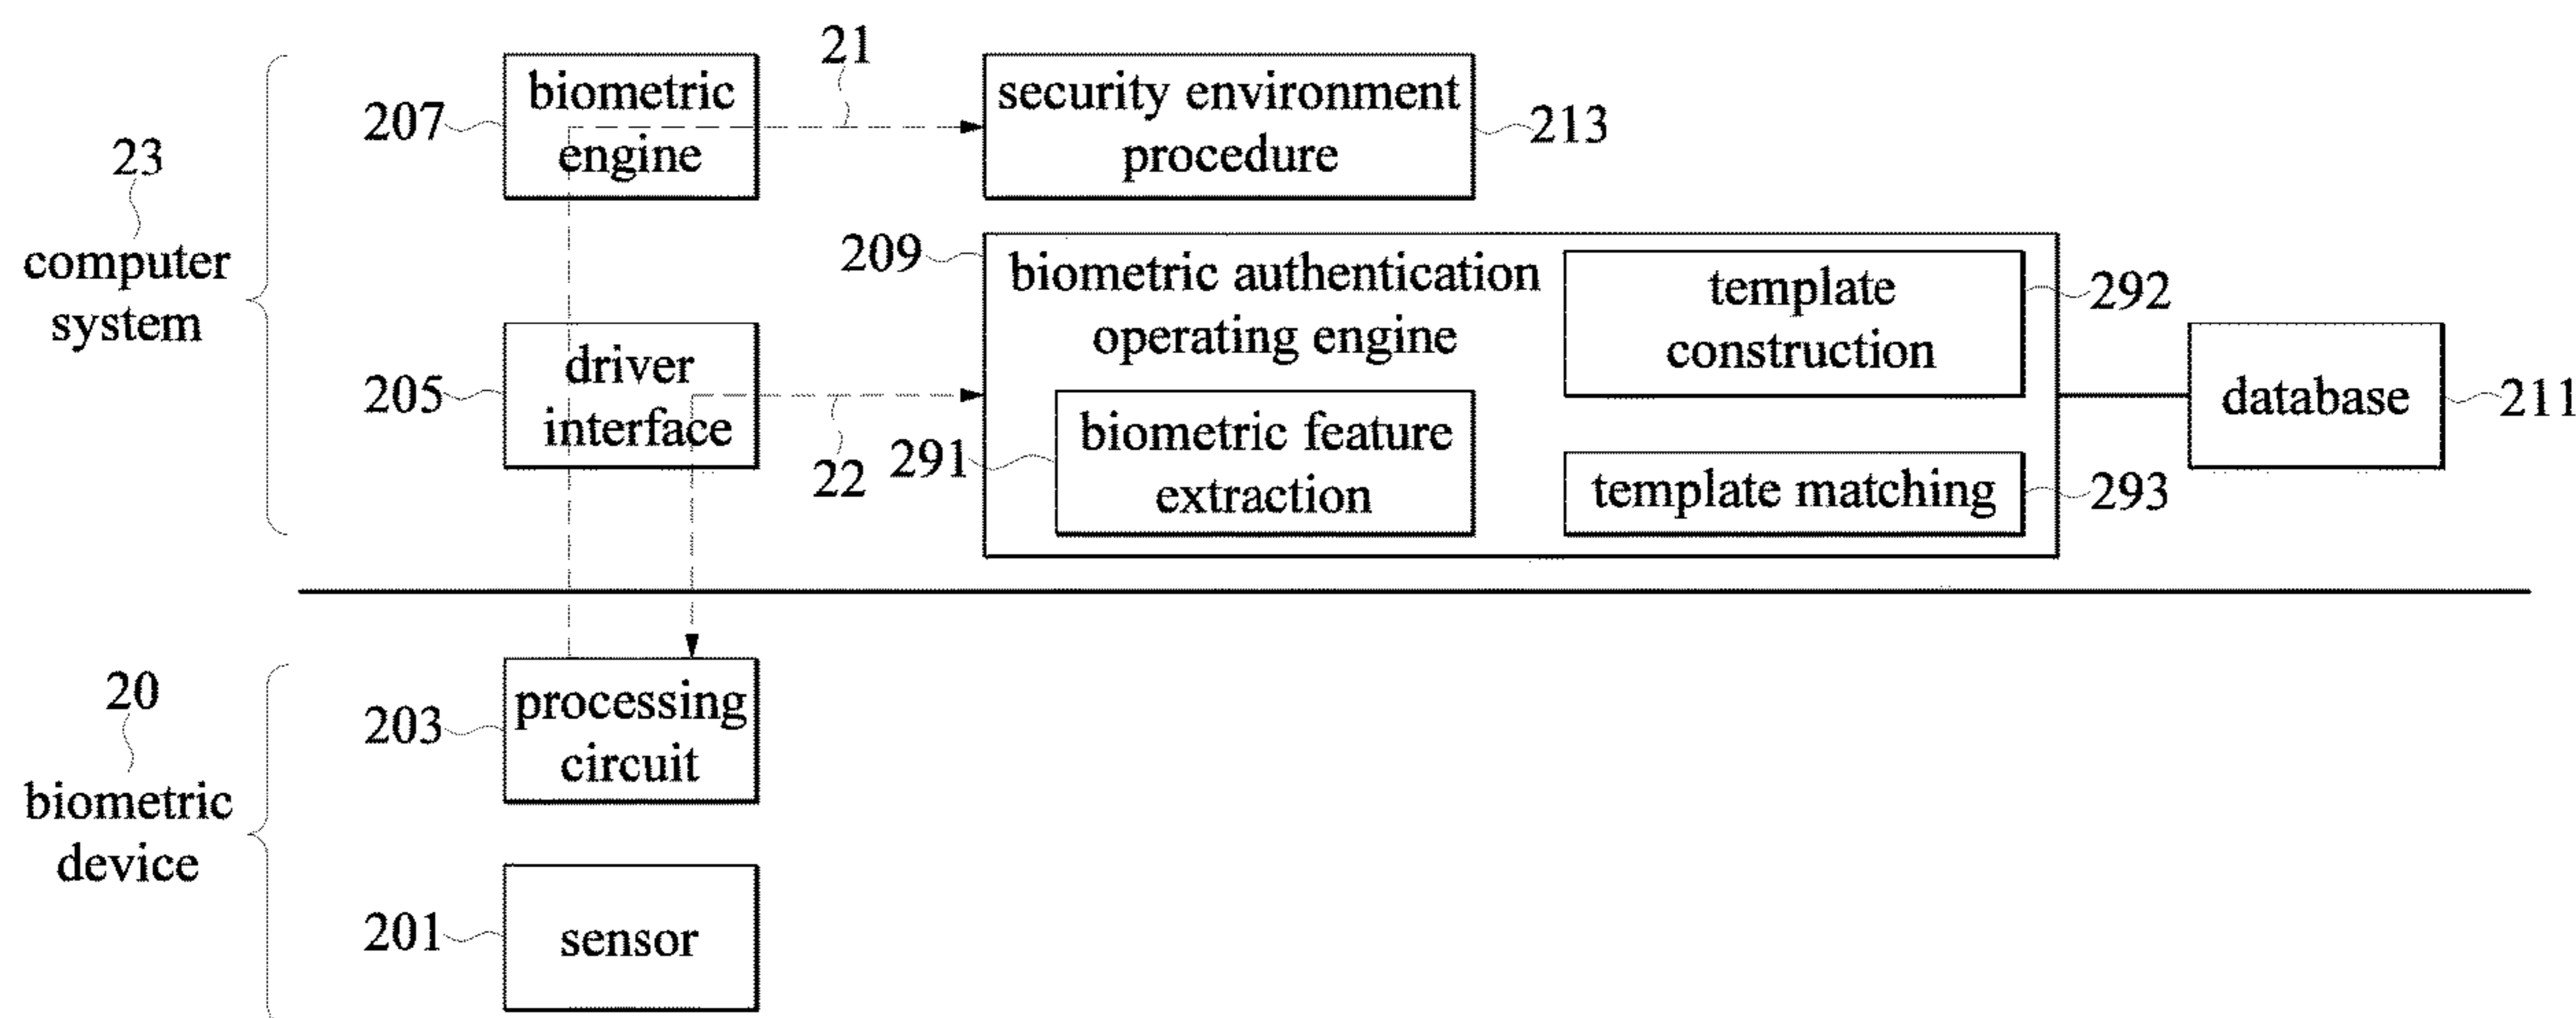 21
biometric
engine
207
security environment
procedure
213
23
computer
system
209
biometric authentication
operating engine
template
construction
292
driver
interface
205
22
291
biometric feature
extraction
template matching
293
database
211
20
biometric
device
processing
circuit
203
201
sensor